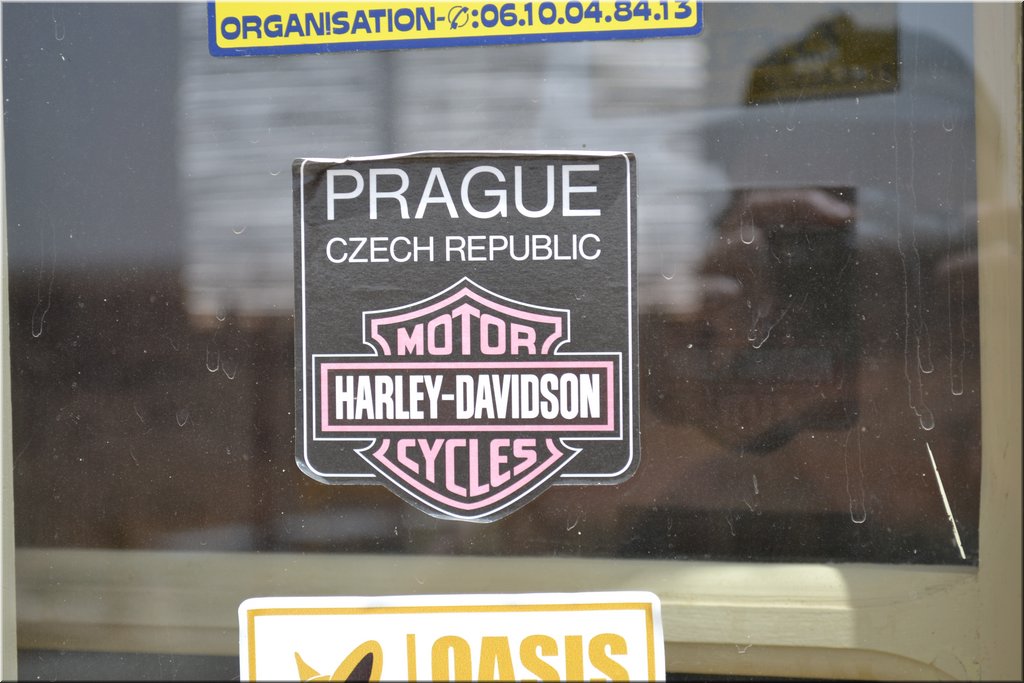 ORGANISATION-✆:06.10.04.84.13
PRAGUE
CZECH REPUBLIC
MOTOR
HARLEY-DAVIDSON
CYCLES
OASIS